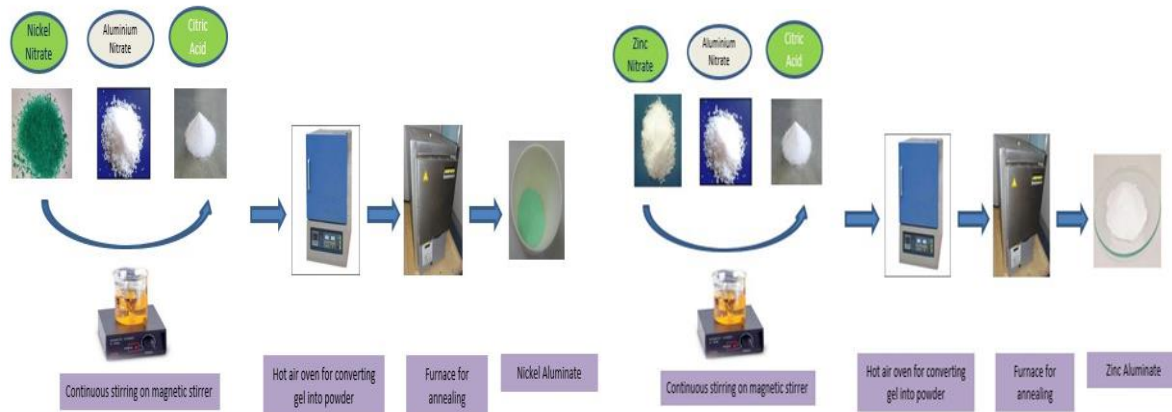 Nickel
Nitrate
Aluminium
Nitrate
Citric
Acid
Continuous stirring on magnetic stirrer
Hot air oven for converting
gel into powder
Furnace for
annealing
Nickel Aluminate
Zinc
Nitrate
Aluminium
Nitrate
Citric
Acid
Continuous stirring on magnetic stirrer
Hot air oven for converting
gel into powder
Furnace for
annealing
Zinc Aluminate